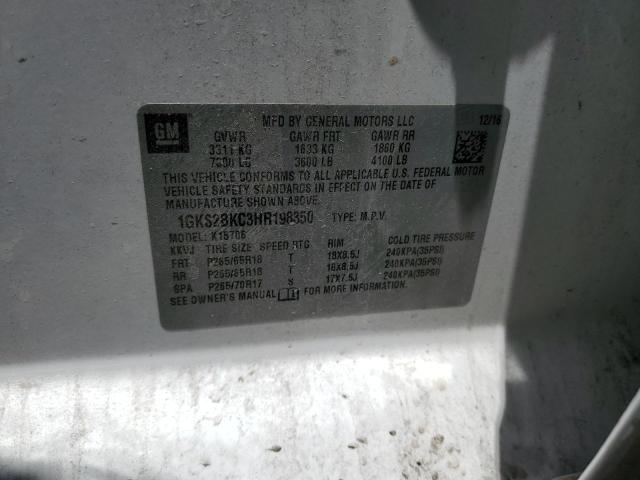 GM MFD BY GENERAL MOTORS LLC 12/16
GVWR GAWR FRT GAWR RR
3311 KG 1633 KG 1860 KG
7300 LB 3600 LB 4100 LB
THIS VEHICLE CONFORMS TO ALL APPLICABLE U.S. FEDERAL MOTOR
VEHICLE SAFETY STANDARDS IN EFFECT ON THE DATE OF
MANUFACTURE SHOWN ABOVE.
1GKS2BKC3HR198350 TYPE: M.P.V.
MODEL: K15706
KKVJ TIRE SIZE SPEED RTG RIM COLD TIRE PRESSURE
FRT P265/65R18 T 18X8.5J 240KPA(35PSI)
RR P265/65R18 T 18X8.5J 240KPA(35PSI)
SPA P265/70R17 S 17X7.5J 240KPA(35PSI)
SEE OWNER'S MANUAL FOR MORE INFORMATION.